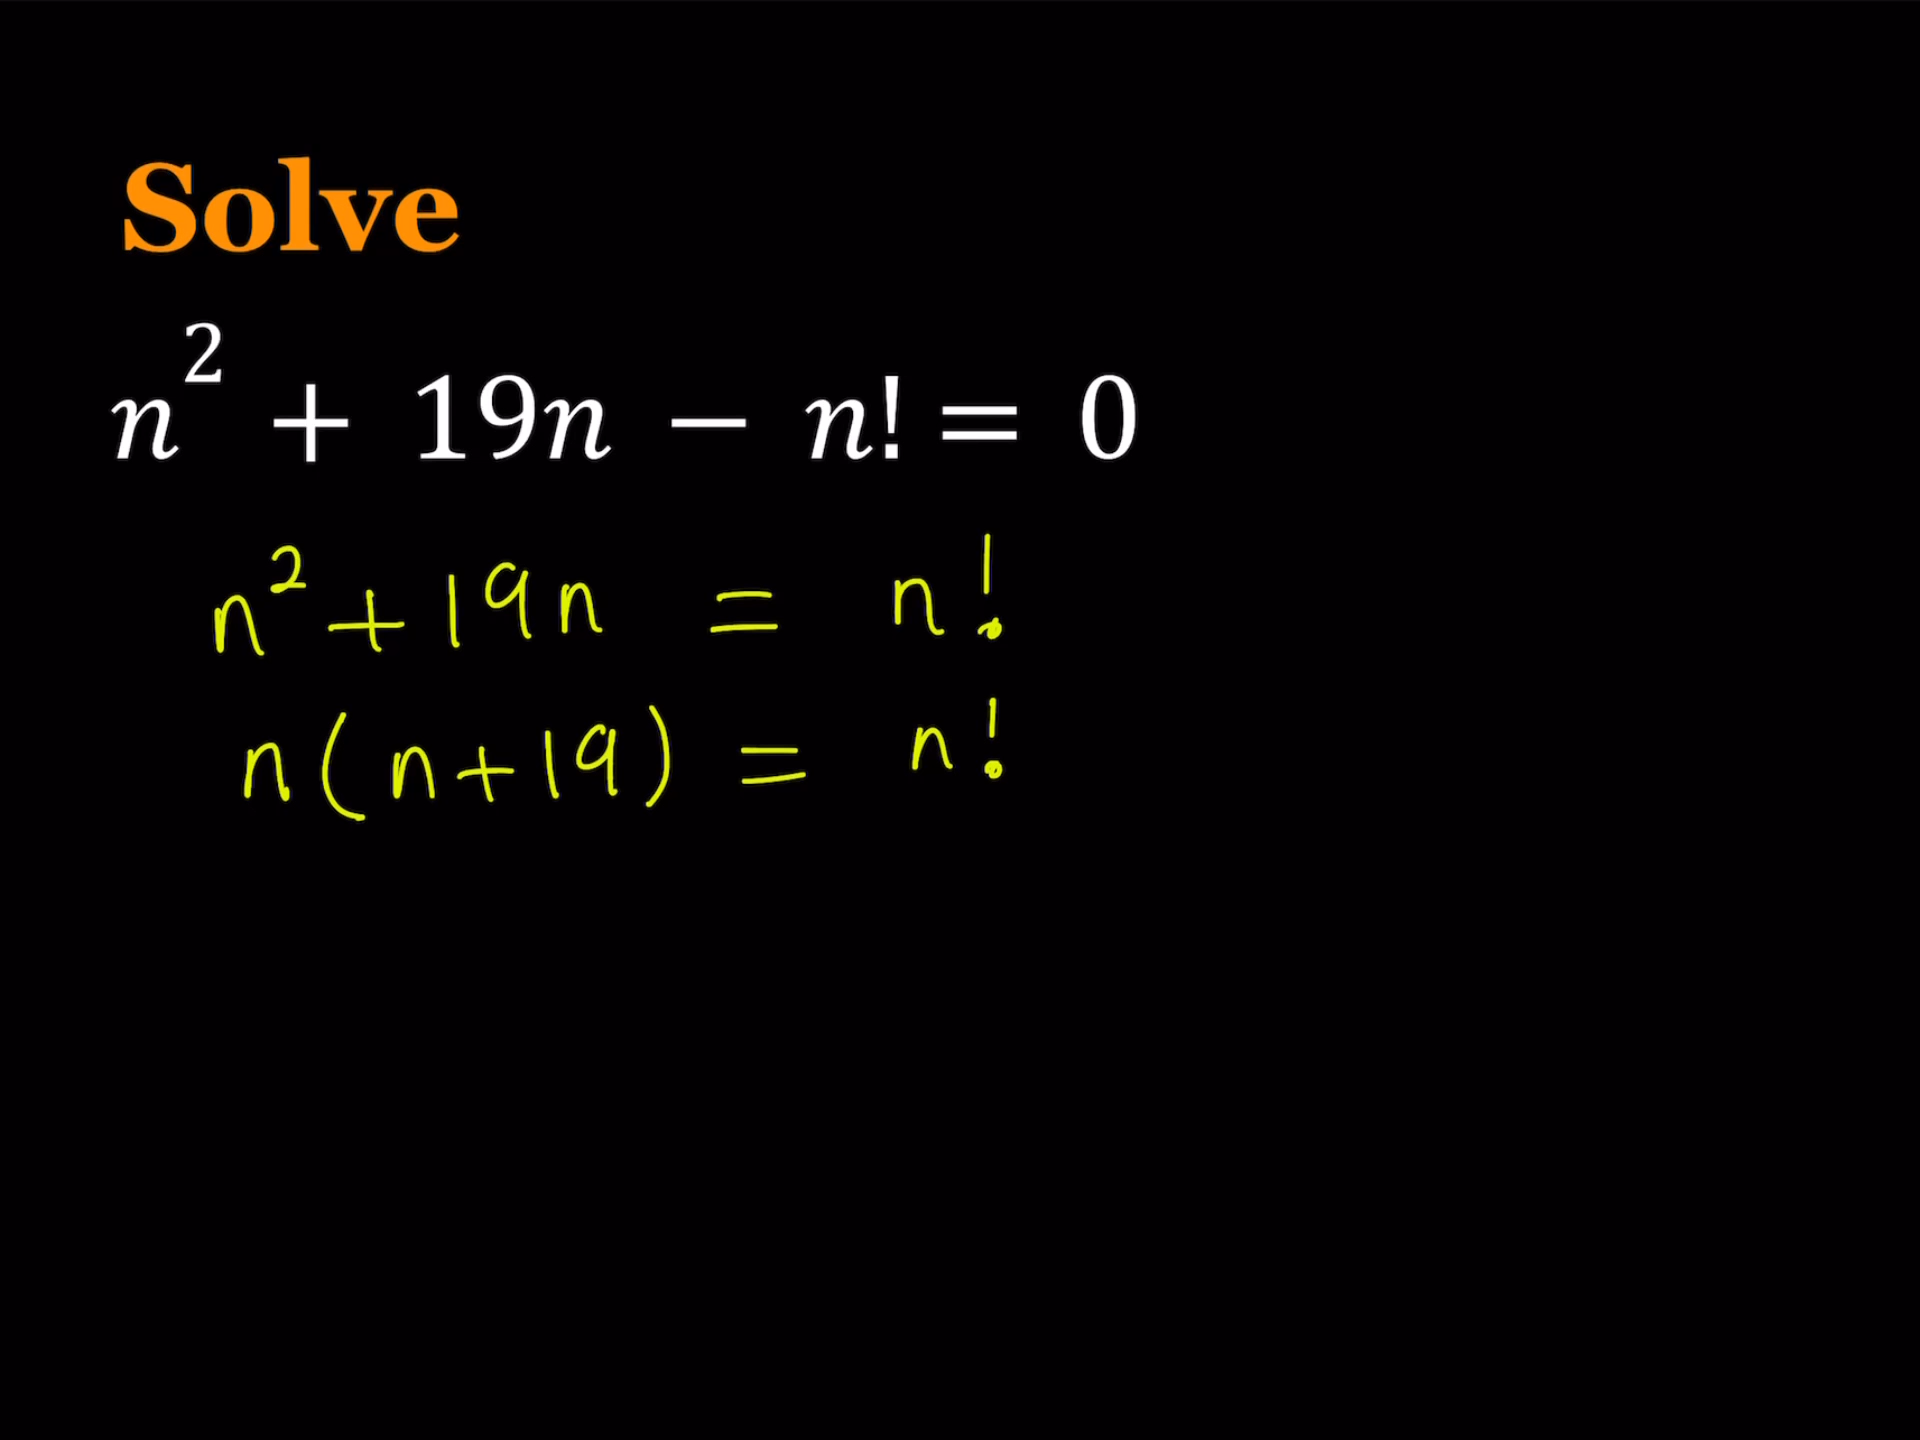 Solve
n² + 19n − n! = 0
n² + 19n = n!
n(n+19) = n!